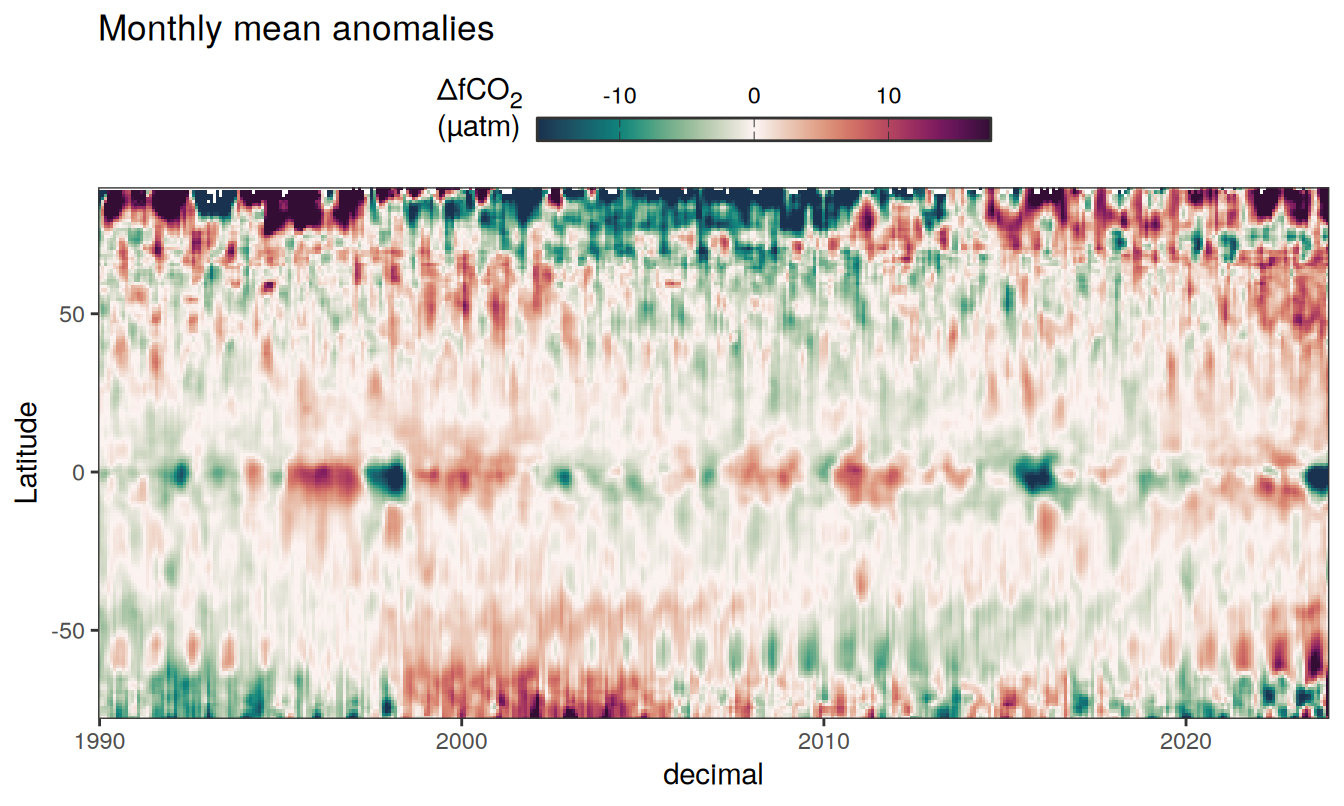 Monthly mean anomalies
ΔfCO₂
(µatm)
-10 0 10
Latitude
50
0
-50
1990 2000 2010 2020
decimal